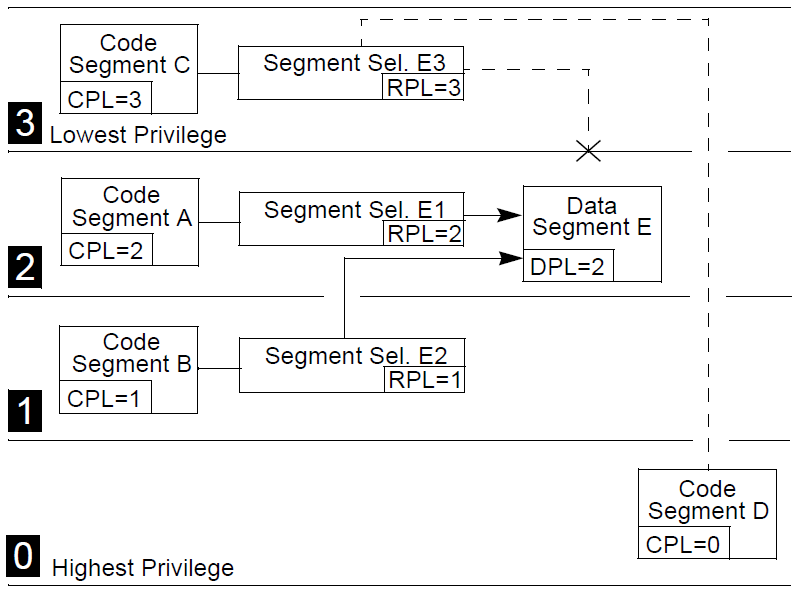 Code
Segment C
CPL=3
Segment Sel. E3
RPL=3
3
Lowest Privilege
Code
Segment A
CPL=2
Segment Sel. E1
RPL=2
Data
Segment E
DPL=2
2
Code
Segment B
CPL=1
Segment Sel. E2
RPL=1
1
Code
Segment D
CPL=0
0
Highest Privilege